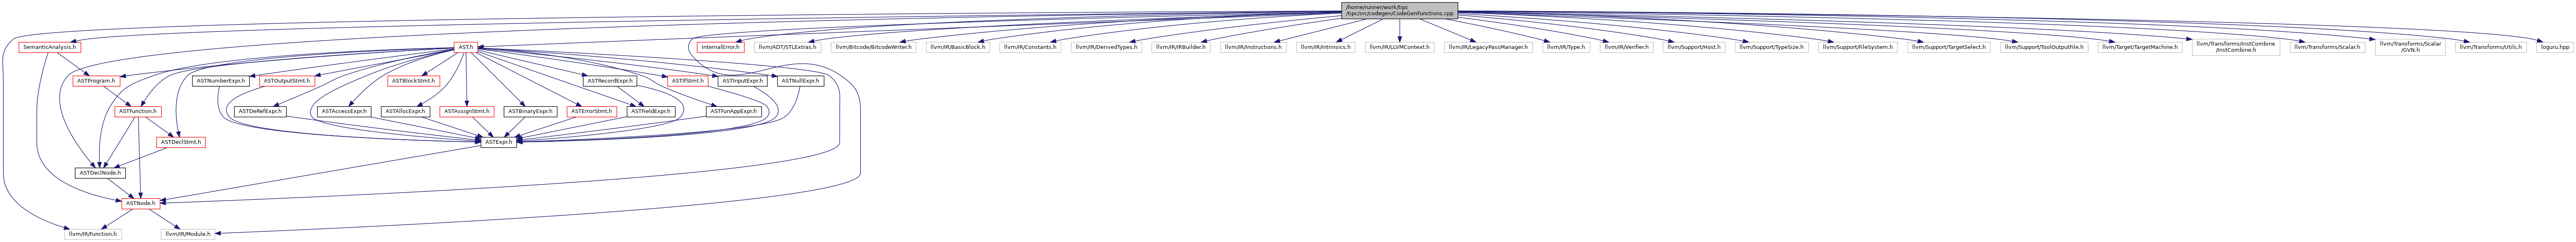 /home/runner/work/tipc
/tipc/src/codegen/CodeGenFunctions.cpp
SemanticAnalysis.h
AST.h
InternalError.h
llvm/ADT/STLExtras.h
llvm/Bitcode/BitcodeWriter.h
llvm/IR/BasicBlock.h
llvm/IR/Constants.h
llvm/IR/DerivedTypes.h
llvm/IR/IRBuilder.h
llvm/IR/Instructions.h
llvm/IR/Intrinsics.h
llvm/IR/LLVMContext.h
llvm/IR/LegacyPassManager.h
llvm/IR/Type.h
llvm/IR/Verifier.h
llvm/Support/Host.h
llvm/Support/TypeSize.h
llvm/Support/FileSystem.h
llvm/Support/TargetSelect.h
llvm/Support/ToolOutputFile.h
llvm/Target/TargetMachine.h
llvm/Transforms/InstCombine
/InstCombine.h
llvm/Transforms/Scalar.h
llvm/Transforms/Scalar
/GVN.h
llvm/Transforms/Utils.h
loguru.hpp
ASTProgram.h
ASTNumberExpr.h
ASTOutputStmt.h
ASTBlockStmt.h
ASTRecordExpr.h
ASTIfStmt.h
ASTInputExpr.h
ASTNullExpr.h
ASTFunction.h
ASTDeRefExpr.h
ASTAccessExpr.h
ASTAllocExpr.h
ASTAssignStmt.h
ASTBinaryExpr.h
ASTErrorStmt.h
ASTFieldExpr.h
ASTFunAppExpr.h
ASTDeclStmt.h
ASTExpr.h
ASTDeclNode.h
ASTNode.h
llvm/IR/Function.h
llvm/IR/Module.h